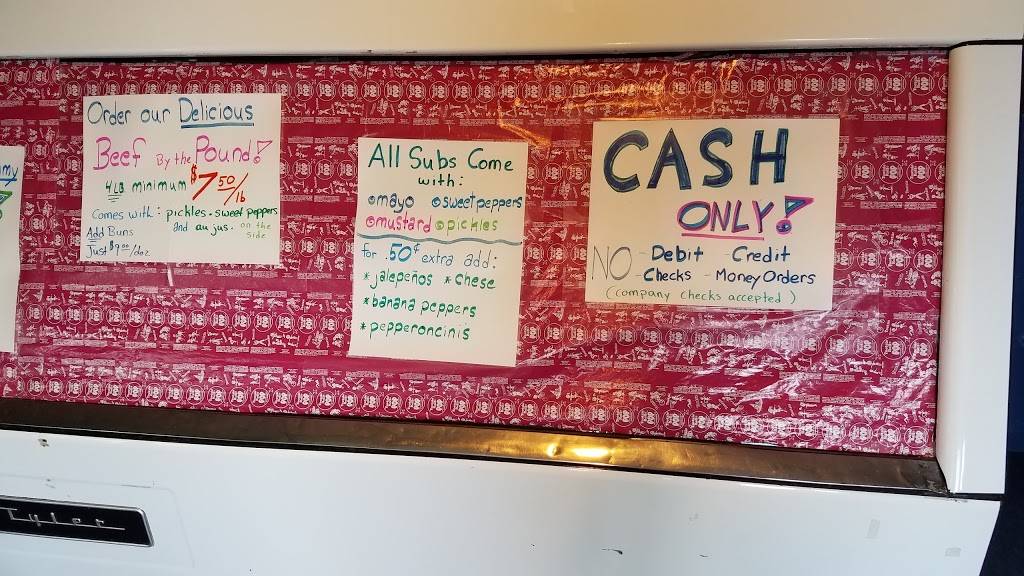 Order our Delicious
Beef By the Pound!
4LB minimum $7 50/lb
Comes with: pickles - sweet peppers
and au jus. on the side
Add Buns
Just $9.00/doz
All Subs Come
with:
mayo sweet peppers
mustard pickles
for .50¢ extra add:
* jalepeños * chese
* banana peppers
* pepperoncinis
CASH
ONLY!
NO - Debit - Credit
- Checks - Money Orders
(company checks accepted)
Tyler